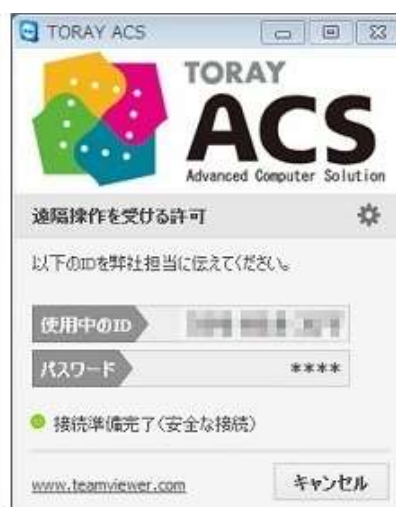 TORAY ACS
TORAY
ACS
Advanced Computer Solution
遠隔操作を受ける許可
以下のIDを弊社担当に伝えてください。
使用中のID
パスワード ****
接続準備完了(安全な接続)
www.teamviewer.com キャンセル